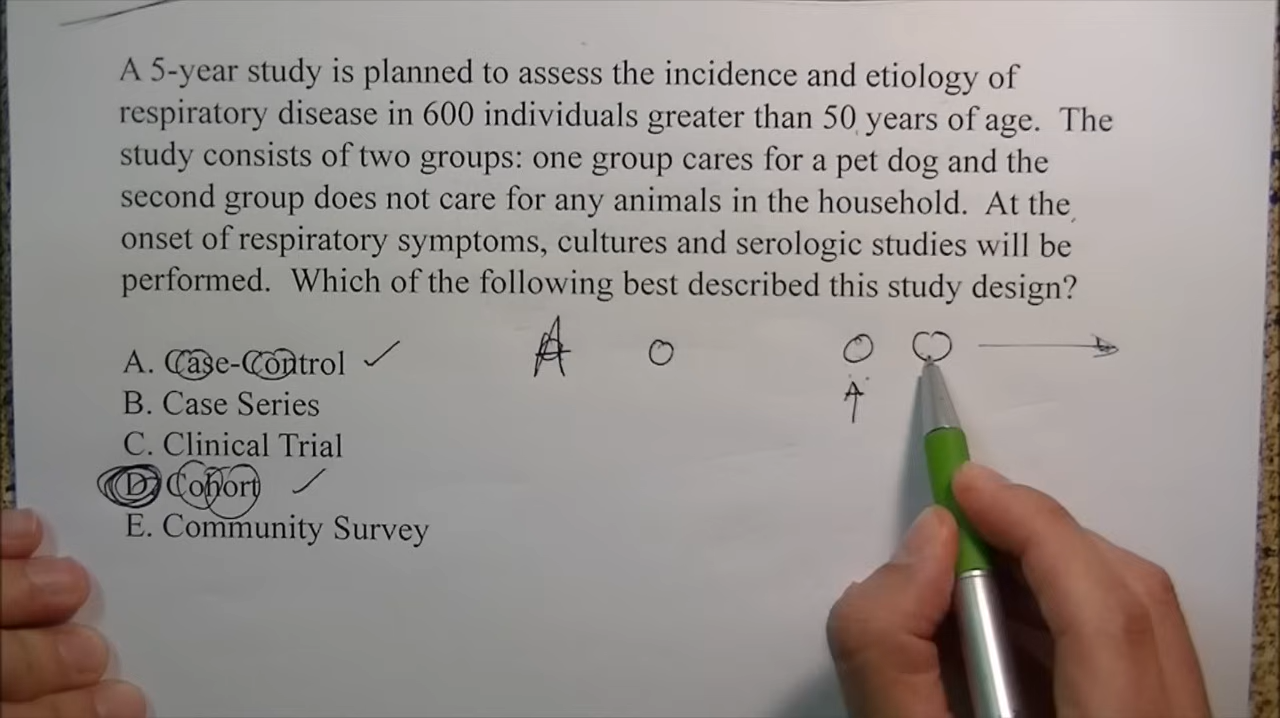 A 5-year study is planned to assess the incidence and etiology of
respiratory disease in 600 individuals greater than 50 years of age. The
study consists of two groups: one group cares for a pet dog and the
second group does not care for any animals in the household. At the
onset of respiratory symptoms, cultures and serologic studies will be
performed. Which of the following best described this study design?
A. Case-Control
B. Case Series
C. Clinical Trial
D. Cohort
E. Community Survey